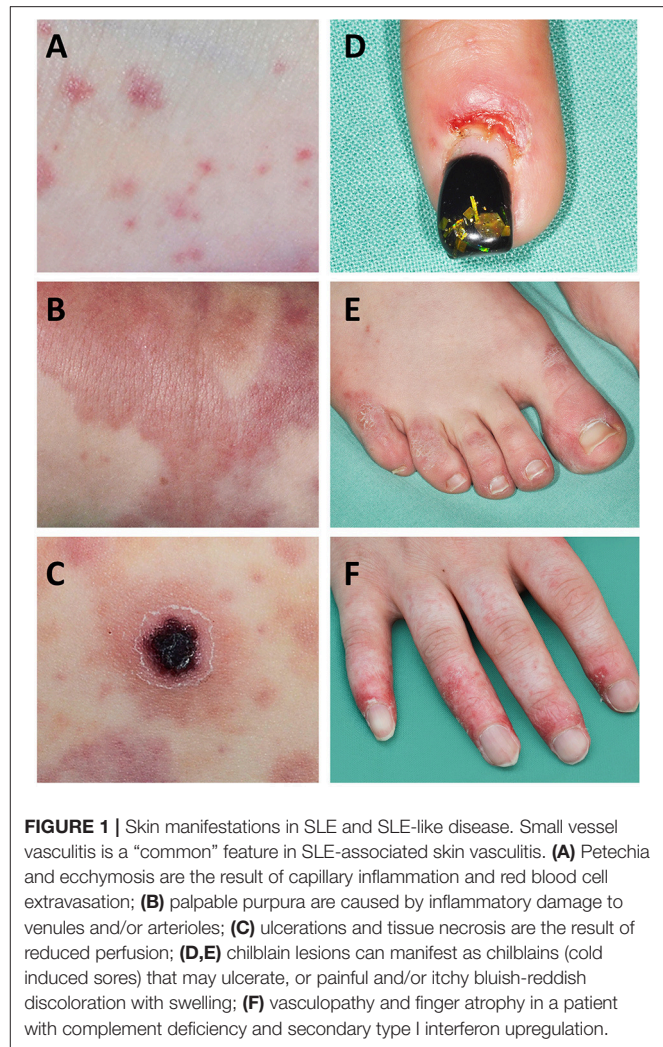 A
D
B
E
C
F
FIGURE 1 | Skin manifestations in SLE and SLE-like disease. Small vessel
vasculitis is a “common” feature in SLE-associated skin vasculitis. (A) Petechia
and ecchymosis are the result of capillary inflammation and red blood cell
extravasation; (B) palpable purpura are caused by inflammatory damage to
venules and/or arterioles; (C) ulcerations and tissue necrosis are the result of
reduced perfusion; (D,E) chilblain lesions can manifest as chilblains (cold
induced sores) that may ulcerate, or painful and/or itchy bluish-reddish
discoloration with swelling; (F) vasculopathy and finger atrophy in a patient
with complement deficiency and secondary type I interferon upregulation.